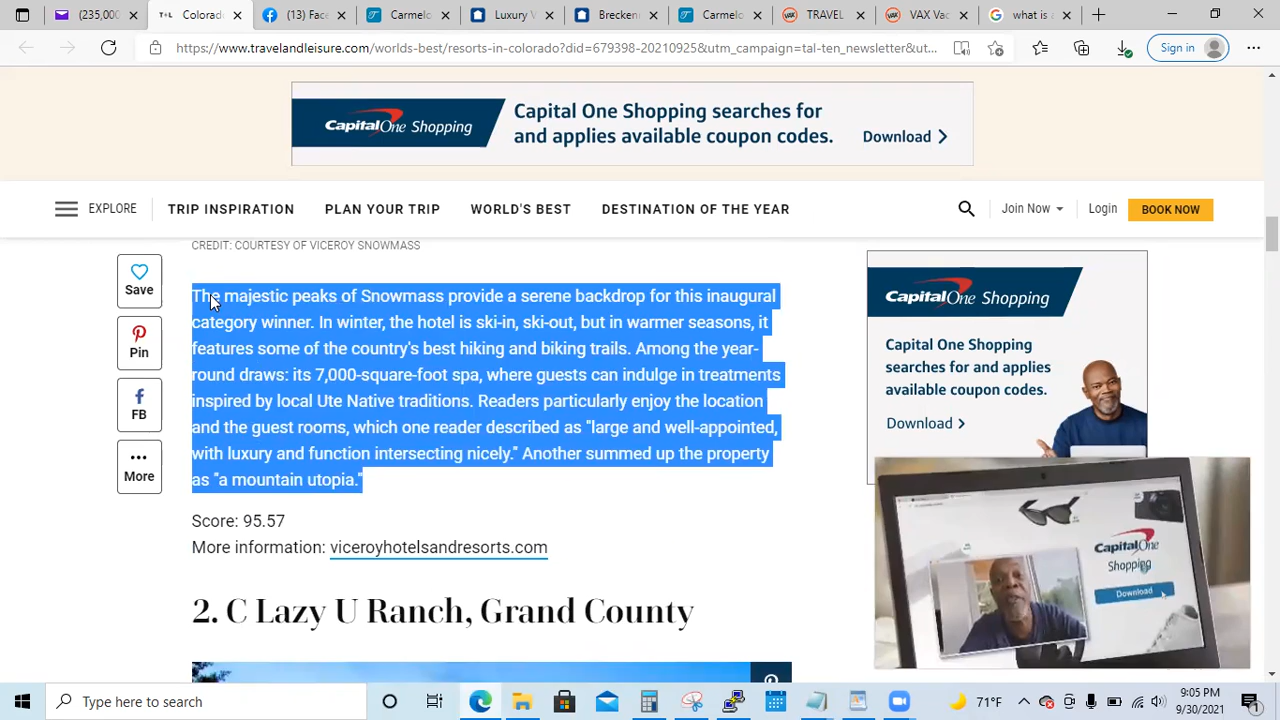 (25,000
T+L
Carme
Brecken
Carme
TRAVEL
VAX Vac
what is
https://www.travelandleisure.com/worlds-best/resorts-in-colorado?did=679398-20210925&utm_campaign=tal-ten_newsletter&ut...
Sign in
Capital One Shopping
Capital One Shopping searches for
and applies available coupon codes.
Download
EXPLORE
TRIP INSPIRATION
PLAN YOUR TRIP
WORLD'S BEST
DESTINATION OF THE YEAR
Join Now
Login
BOOK NOW
CREDIT: COURTESY OF VICEROY SNOWMASS
Save
Pin
FB
More
The majestic peaks of Snowmass provide a serene backdrop for this inaugural
category winner. In winter, the hotel is ski-in, ski-out, but in warmer seasons, it
features some of the country's best hiking and biking trails. Among the year-
round draws: its 7,000-square-foot spa, where guests can indulge in treatments
inspired by local Ute Native traditions. Readers particularly enjoy the location
and the guest rooms, which one reader described as "large and well-appointed,
with luxury and function intersecting nicely." Another summed up the property
as "a mountain utopia."
Score: 95.57
More information: viceroyhotelsandresorts.com
2. C Lazy U Ranch, Grand County
Capital One Shopping
Capital One Shopping
searches for and applies
available coupon codes.
Download
Capital One
Shopping
Download
Type here to search
71°F
9:05 PM
9/30/2021
1